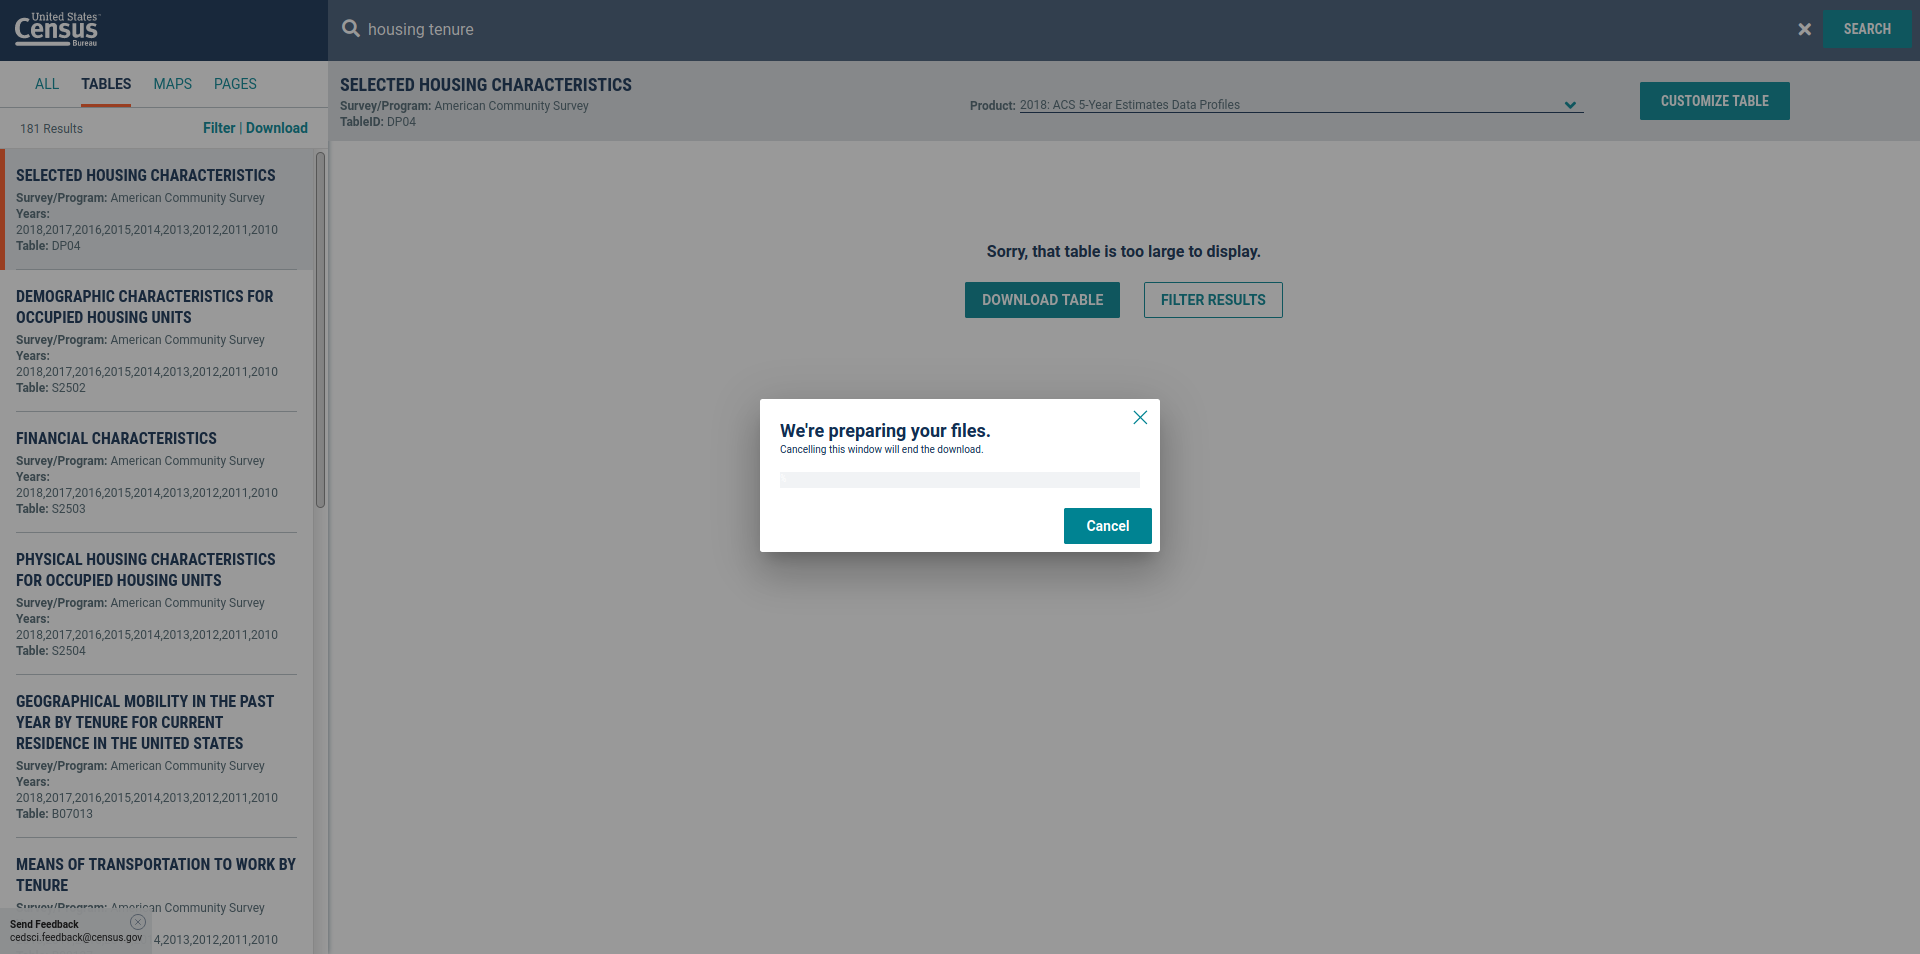 United States™
Census
Bureau
housing tenure
SEARCH
ALL
TABLES
MAPS
PAGES
181 Results
Filter | Download
SELECTED HOUSING CHARACTERISTICS
Survey/Program: American Community Survey
TableID: DP04
Product: 2018: ACS 5-Year Estimates Data Profiles
CUSTOMIZE TABLE
SELECTED HOUSING CHARACTERISTICS
Survey/Program: American Community Survey
Years:
2018,2017,2016,2015,2014,2013,2012,2011,2010
Table: DP04
DEMOGRAPHIC CHARACTERISTICS FOR
OCCUPIED HOUSING UNITS
Survey/Program: American Community Survey
Years:
2018,2017,2016,2015,2014,2013,2012,2011,2010
Table: S2502
FINANCIAL CHARACTERISTICS
Survey/Program: American Community Survey
Years:
2018,2017,2016,2015,2014,2013,2012,2011,2010
Table: S2503
PHYSICAL HOUSING CHARACTERISTICS
FOR OCCUPIED HOUSING UNITS
Survey/Program: American Community Survey
Years:
2018,2017,2016,2015,2014,2013,2012,2011,2010
Table: S2504
GEOGRAPHICAL MOBILITY IN THE PAST
YEAR BY TENURE FOR CURRENT
RESIDENCE IN THE UNITED STATES
Survey/Program: American Community Survey
Years:
2018,2017,2016,2015,2014,2013,2012,2011,2010
Table: B07013
MEANS OF TRANSPORTATION TO WORK BY
TENURE
Survey/Program: American Community Survey
4,2013,2012,2011,2010
Send Feedback
cedsci.feedback@census.gov
Sorry, that table is too large to display.
DOWNLOAD TABLE
FILTER RESULTS
We're preparing your files.
Cancelling this window will end the download.
Cancel